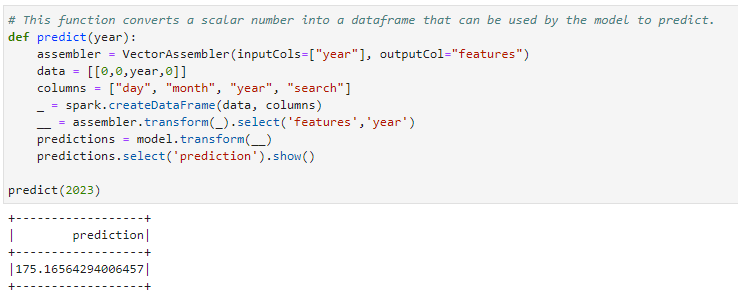 # This function converts a scalar number into a dataframe that can be used by the model to predict.
def predict(year):
    assembler = VectorAssembler(inputCols=["year"], outputCol="features")
    data = [[0,0,year,0]]
    columns = ["day", "month", "year", "search"]
    _ = spark.createDataFrame(data, columns)
    __ = assembler.transform(_).select('features','year')
    predictions = model.transform(__)
    predictions.select('prediction').show()

predict(2023)
+------------------+
|        prediction|
+------------------+
|175.16564294006457|
+------------------+